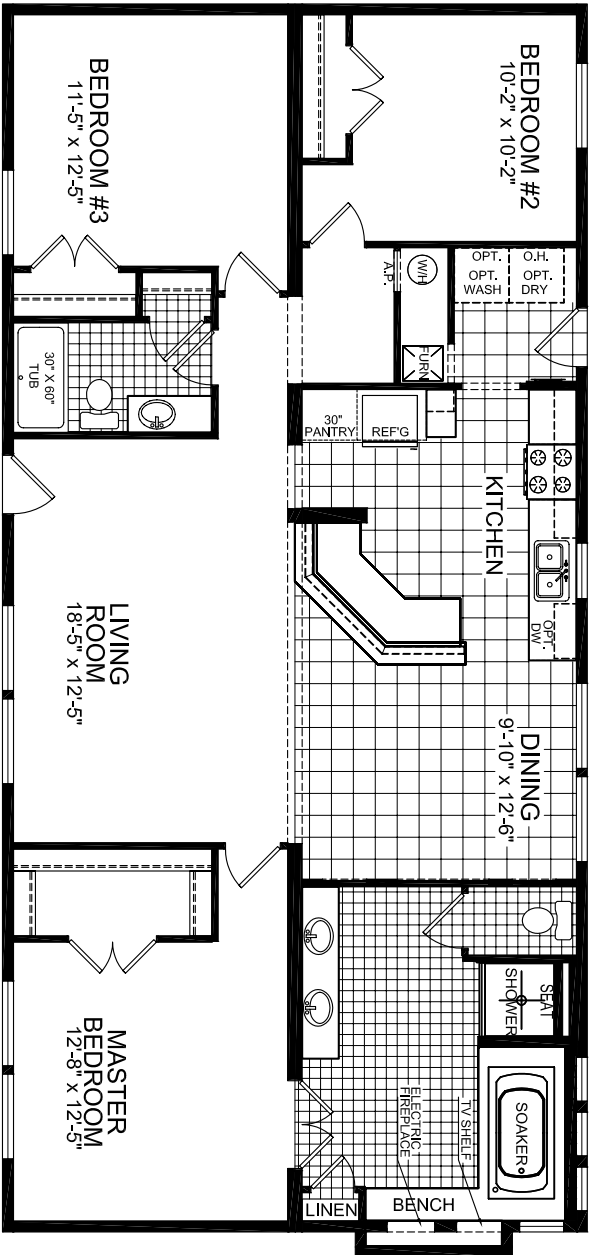 BEDROOM #2
10'-2" x 10'-2"
BEDROOM #3
11'-5" x 12'-5"
OPT.
OPT.
WASH
O.H.
OPT.
DRY
W/H
A.P.
FURN
30" X 60"
TUB
30"
PANTRY
REF'G
KITCHEN
OPT.
DW
LIVING
ROOM
18'-5" x 12'-5"
DINING
9'-10" x 12'-6"
SEAT
SHOWER
MASTER
BEDROOM
12'-8" x 12'-5"
ELECTRIC
FIREPLACE
TV SHELF
SOAKER
LINEN
BENCH